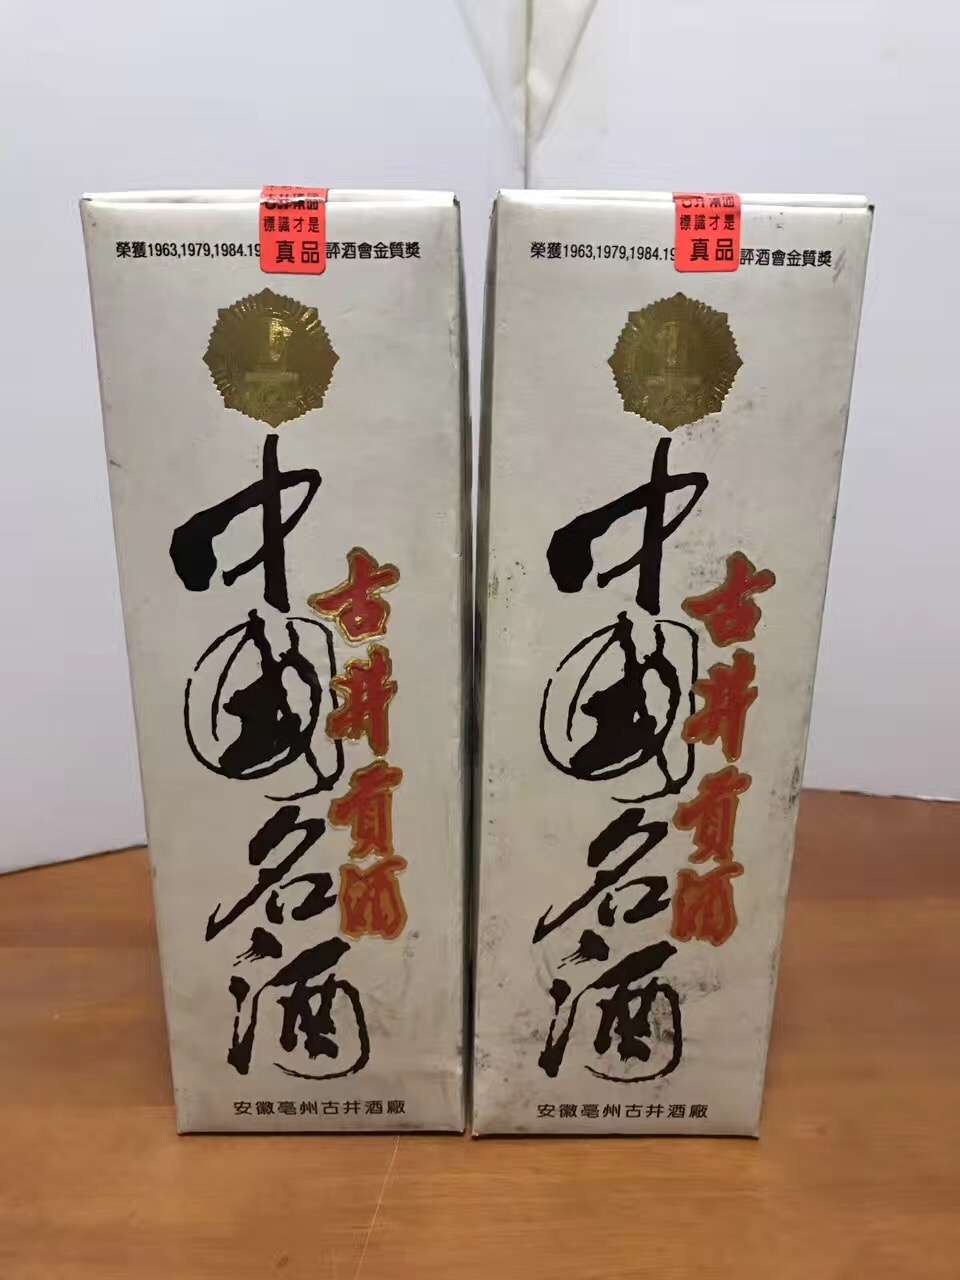 標識才是
真品
榮獲1963,1979,1984.19
評酒會金質獎
1
中國名酒
古井貢酒
安徽亳州古井酒廠
標識才是
真品
榮獲1963,1979,1984.19
評酒會金質獎
1
中國名酒
古井貢酒
安徽亳州古井酒廠